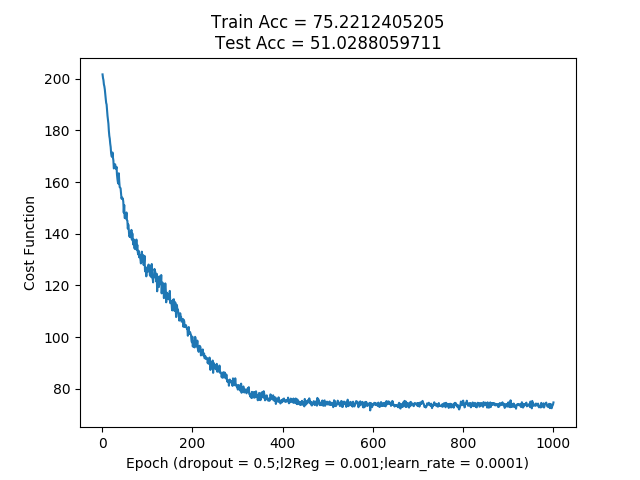 Train Acc = 75.2212405205
Test Acc = 51.0288059711
200
180
160
140
120
100
80
Cost Function
0 200 400 600 800 1000
Epoch (dropout = 0.5;l2Reg = 0.001;learn_rate = 0.0001)